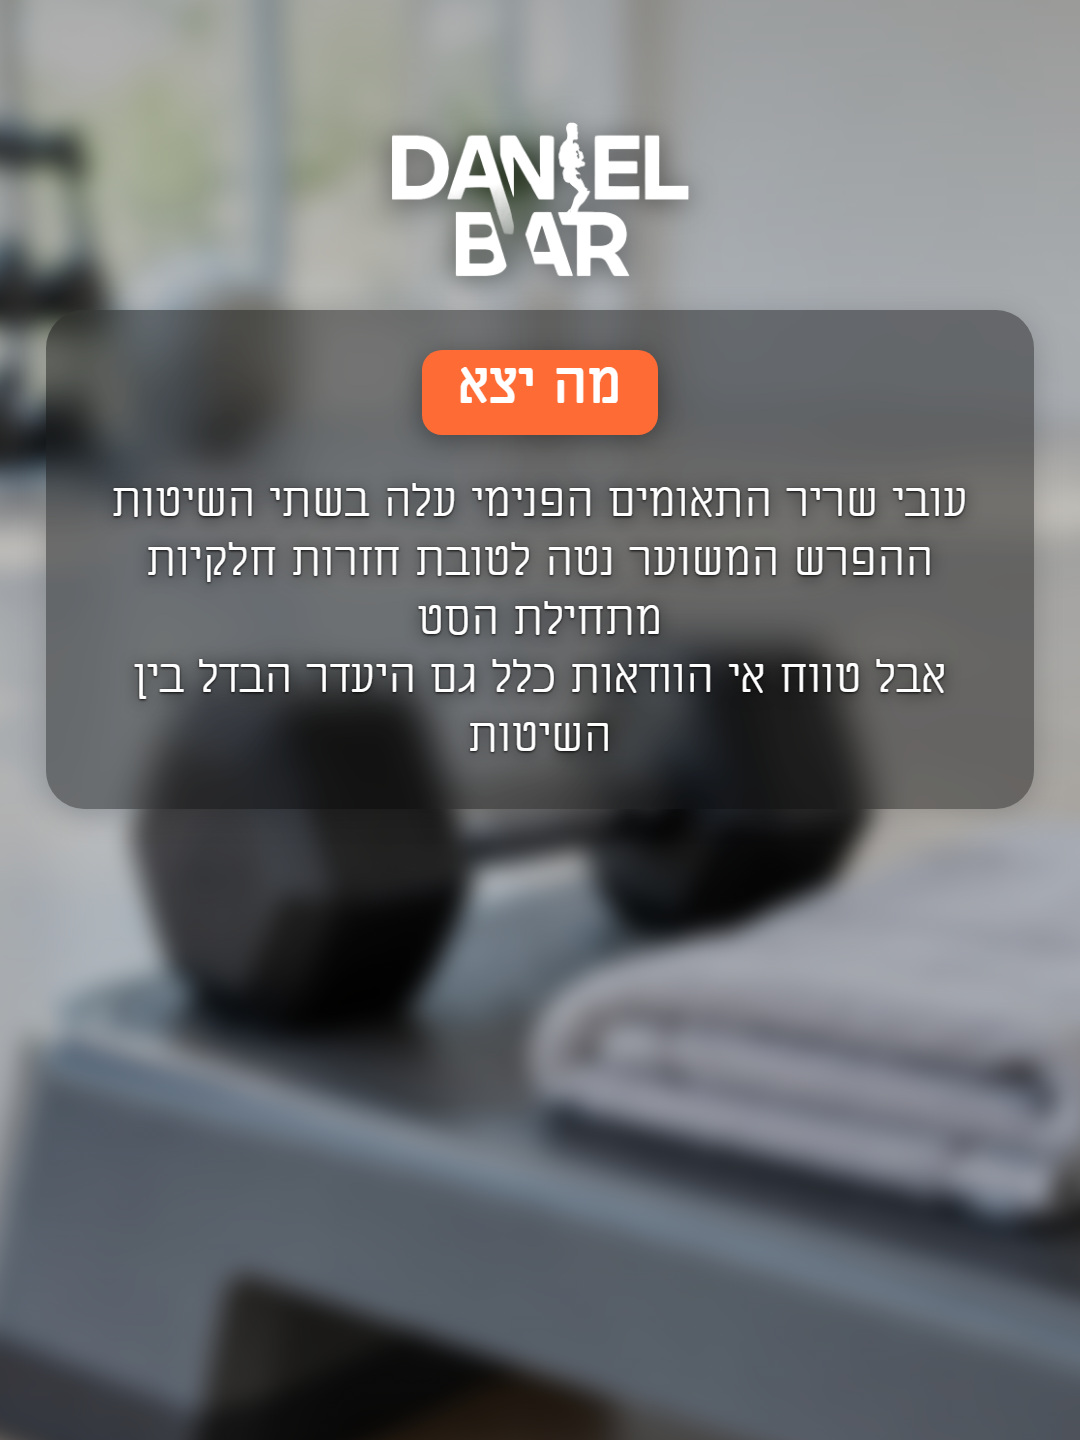 DANIEL
BAR
מה יצא
עובי שריר התאומים הפנימי עלה בשתי השיטות
ההפרש המשוער נטה לטובת חזרות חלקיות
מתחילת הסט
אבל טווח אי הוודאות כלל גם היעדר הבדל בין
השיטות